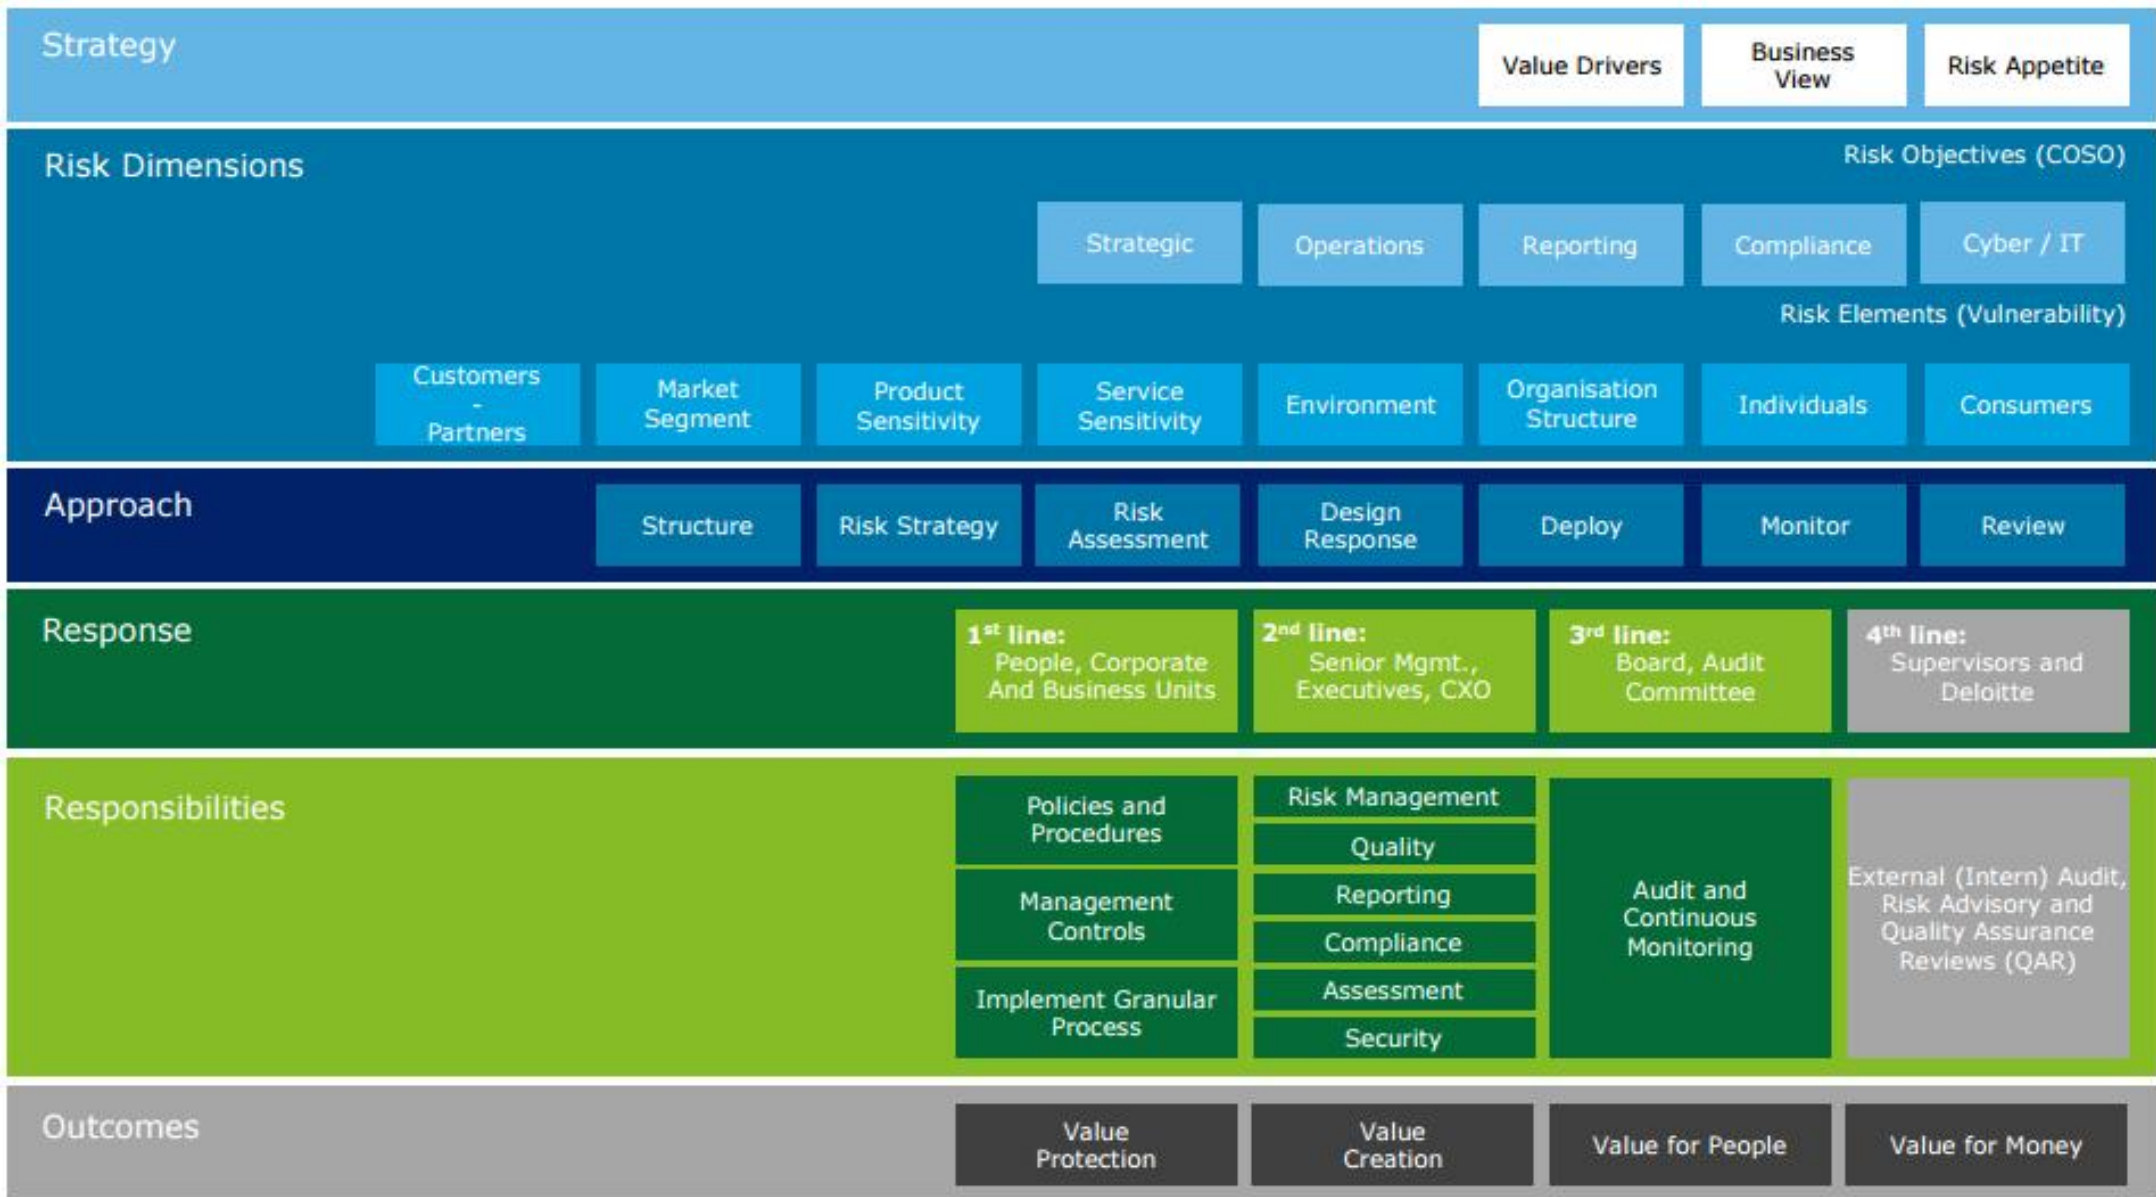 Strategy
Value Drivers
Business
View
Risk Appetite
Risk Dimensions
Risk Objectives (COSO)
Strategic
Operations
Reporting
Compliance
Cyber / IT
Risk Elements (Vulnerability)
Customers
-
Partners
Market
Segment
Product
Sensitivity
Service
Sensitivity
Environment
Organisation
Structure
Individuals
Consumers
Approach
Structure
Risk Strategy
Risk
Assessment
Design
Response
Deploy
Monitor
Review
Response
1st line:
People, Corporate
And Business Units
2nd line:
Senior Mgmt.,
Executives, CXO
3rd line:
Board, Audit
Committee
4th line:
Supervisors and
Deloitte
Responsibilities
Policies and
Procedures
Management
Controls
Implement Granular
Process
Risk Management
Quality
Reporting
Compliance
Assessment
Security
Audit and
Continuous
Monitoring
External (Intern) Audit,
Risk Advisory and
Quality Assurance
Reviews (QAR)
Outcomes
Value
Protection
Value
Creation
Value for People
Value for Money